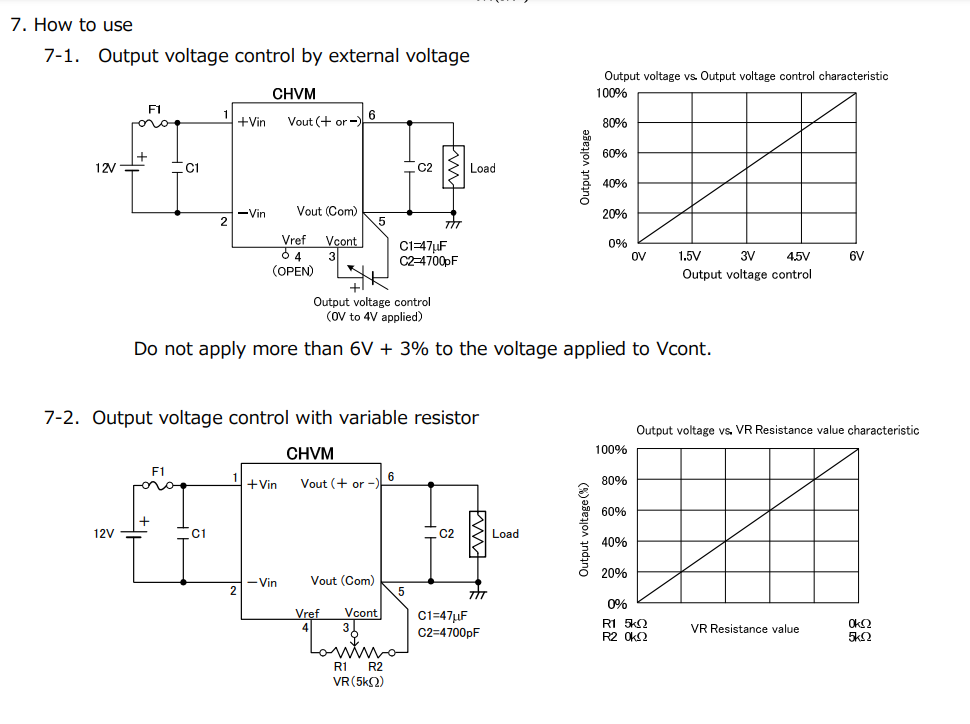 7. How to use
7-1. Output voltage control by external voltage
CHVM
F1
1
+Vin
Vout (+ or −)
6
12V
+
C1
C2
Load
−Vin
Vout (Com)
2
5
Vref
Vcont
4
3
(OPEN)
C1=47μF
C2=4700pF
+
Output voltage control
(0V to 4V applied)
Output voltage vs. Output voltage control characteristic
100%
80%
60%
40%
20%
0%
Output voltage
0V 1.5V 3V 4.5V 6V
Output voltage control
Do not apply more than 6V + 3% to the voltage applied to Vcont.
7-2. Output voltage control with variable resistor
CHVM
F1
1
+Vin
Vout (+ or −)
6
12V
+
C1
C2
Load
−Vin
Vout (Com)
2
5
Vref
Vcont
4
3
C1=47μF
C2=4700pF
R1 R2
VR(5kΩ)
Output voltage vs. VR Resistance value characteristic
100%
80%
60%
40%
20%
0%
Output voltage(%)
R1 5kΩ 0kΩ
R2 0kΩ 5kΩ
VR Resistance value